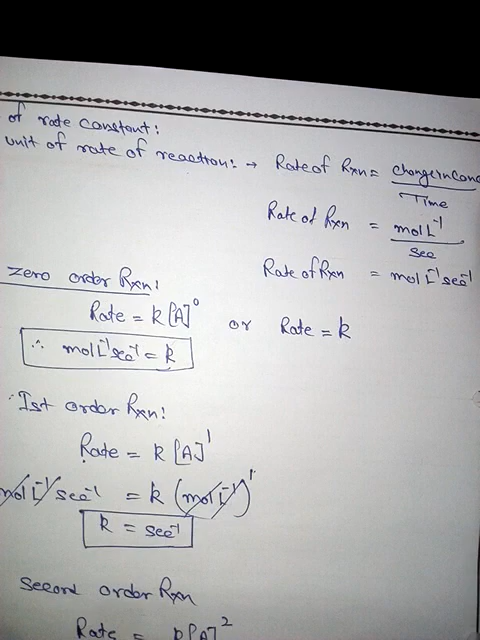 of rate constant:
unit of rate of reaction: → Rate of Rxn = change in Conc
Time
Rate of Rxn = mol L⁻¹
sec
Rate of Rxn = mol L⁻¹ sec⁻¹
Zero order Rxn:
Rate = k [A]⁰ or Rate = k
∴ mol L⁻¹ sec⁻¹ = k
Ist order Rxn:
Rate = k [A]¹
mol L⁻¹ sec⁻¹ = k (mol L⁻¹)¹
k = sec⁻¹
Second order Rxn
Rate = k [A]²